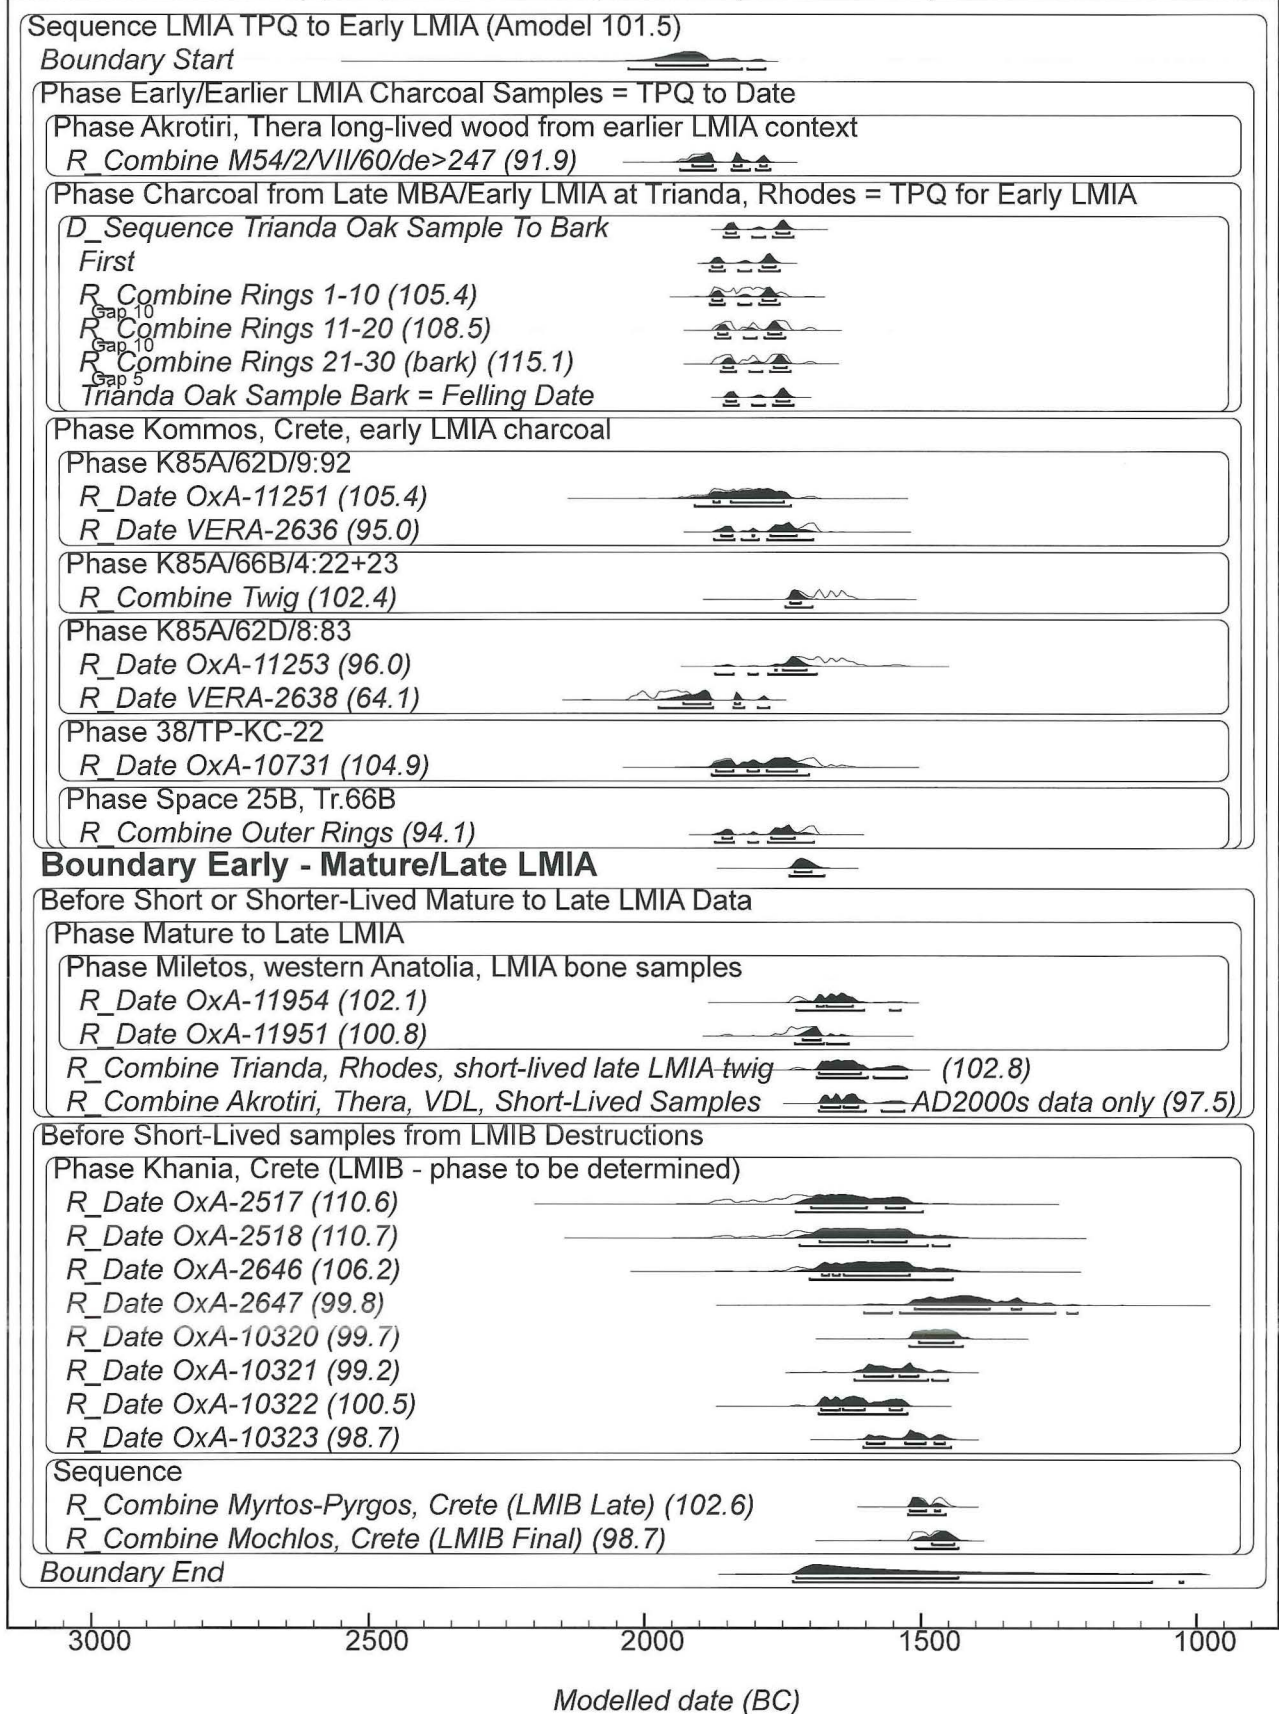 Sequence LMIA TPQ to Early LMIA (Amodel 101.5)
Boundary Start
Phase Early/Earlier LMIA Charcoal Samples = TPQ to Date
Phase Akrotiri, Thera long-lived wood from earlier LMIA context
R_Combine M54/2/VII/60/de>247 (91.9)
Phase Charcoal from Late MBA/Early LMIA at Trianda, Rhodes = TPQ for Early LMIA
D_Sequence Trianda Oak Sample To Bark
First
R_Combine Rings 1-10 (105.4)
Gap 10
R_Combine Rings 11-20 (108.5)
Gap 10
R_Combine Rings 21-30 (bark) (115.1)
Gap 5
Trianda Oak Sample Bark = Felling Date
Phase Kommos, Crete, early LMIA charcoal
Phase K85A/62D/9:92
R_Date OxA-11251 (105.4)
R_Date VERA-2636 (95.0)
Phase K85A/66B/4:22+23
R_Combine Twig (102.4)
Phase K85A/62D/8:83
R_Date OxA-11253 (96.0)
R_Date VERA-2638 (64.1)
Phase 38/TP-KC-22
R_Date OxA-10731 (104.9)
Phase Space 25B, Tr.66B
R_Combine Outer Rings (94.1)
Boundary Early - Mature/Late LMIA
Before Short or Shorter-Lived Mature to Late LMIA Data
Phase Mature to Late LMIA
Phase Miletos, western Anatolia, LMIA bone samples
R_Date OxA-11954 (102.1)
R_Date OxA-11951 (100.8)
R_Combine Trianda, Rhodes, short-lived late LMIA twig (102.8)
R_Combine Akrotiri, Thera, VDL, Short-Lived Samples AD2000s data only (97.5)
Before Short-Lived samples from LMIB Destructions
Phase Khania, Crete (LMIB - phase to be determined)
R_Date OxA-2517 (110.6)
R_Date OxA-2518 (110.7)
R_Date OxA-2646 (106.2)
R_Date OxA-2647 (99.8)
R_Date OxA-10320 (99.7)
R_Date OxA-10321 (99.2)
R_Date OxA-10322 (100.5)
R_Date OxA-10323 (98.7)
Sequence
R_Combine Myrtos-Pyrgos, Crete (LMIB Late) (102.6)
R_Combine Mochlos, Crete (LMIB Final) (98.7)
Boundary End
3000 2500 2000 1500 1000
Modelled date (BC)